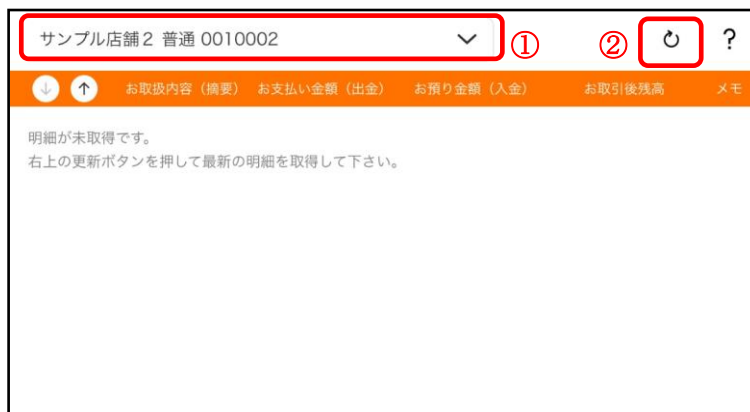 サンプル店舗2 普通 0010002
① ② ?
お取扱内容(摘要) お支払い金額(出金) お預り金額(入金) お取引後残高 メモ
明細が未取得です。
右上の更新ボタンを押して最新の明細を取得して下さい。